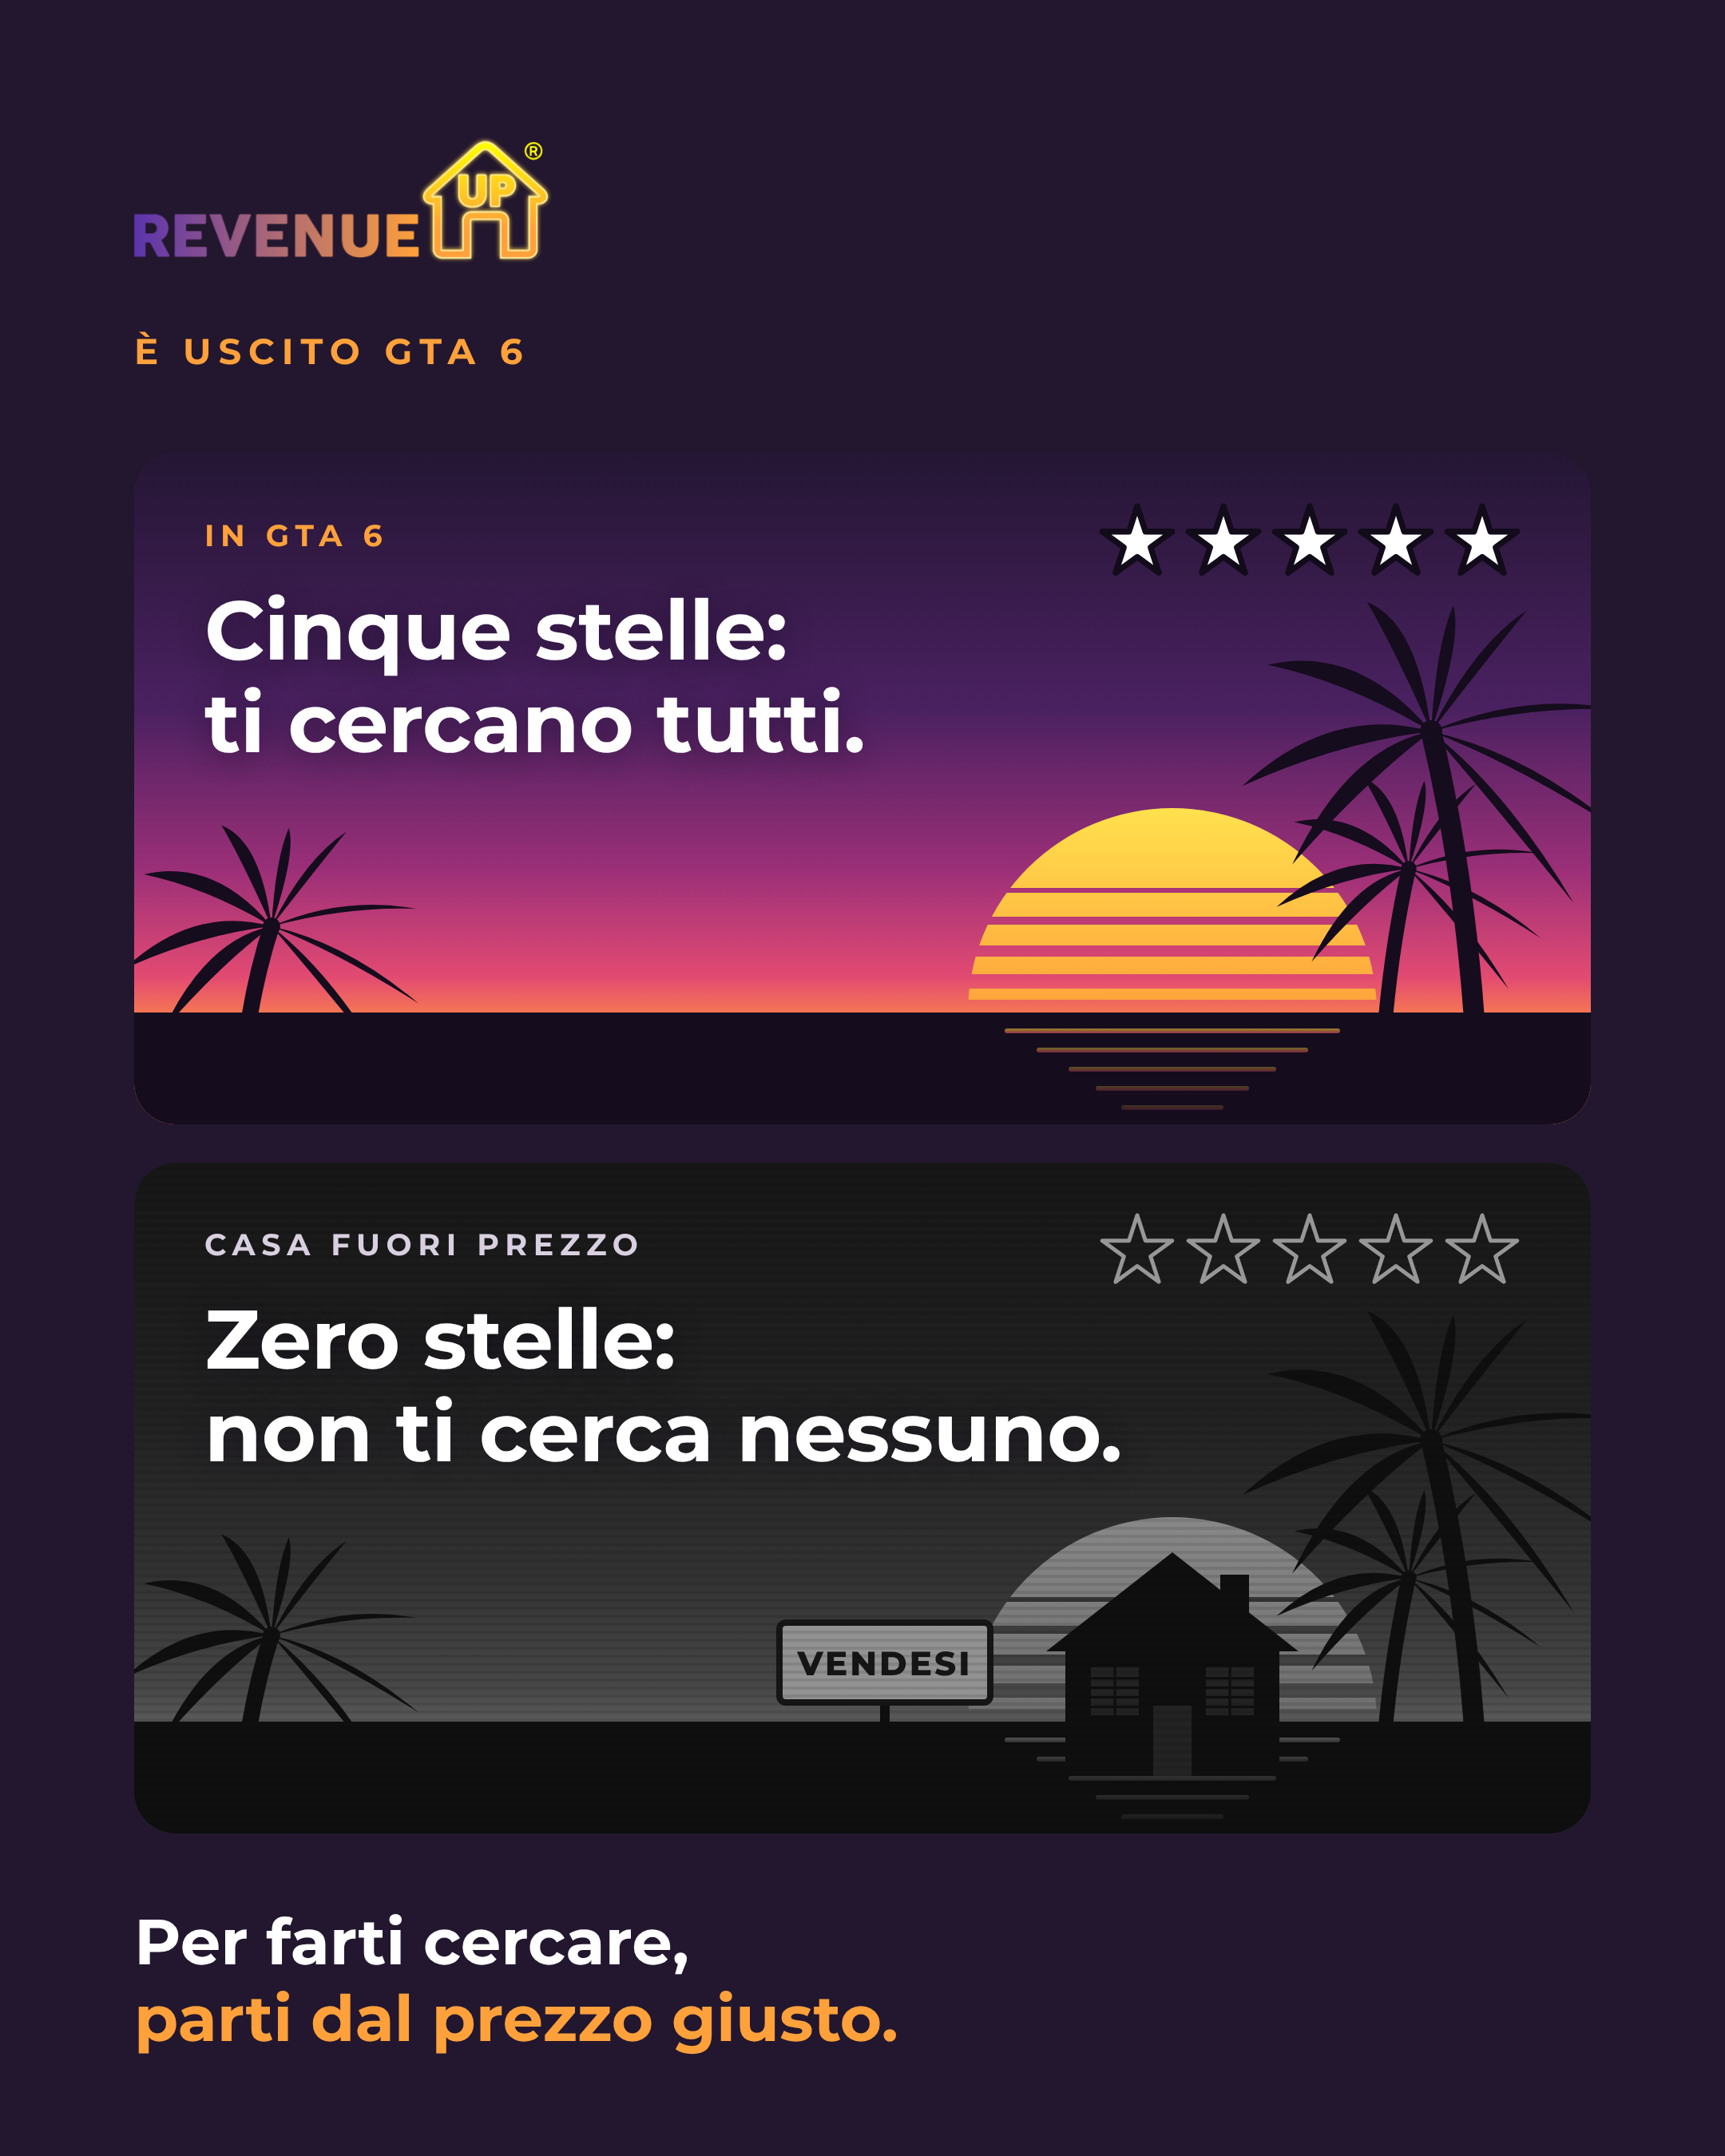 REVENUE UP®
È USCITO GTA 6
IN GTA 6
Cinque stelle:
ti cercano tutti.
CASA FUORI PREZZO
Zero stelle:
non ti cerca nessuno.
VENDESI
Per farti cercare,
parti dal prezzo giusto.